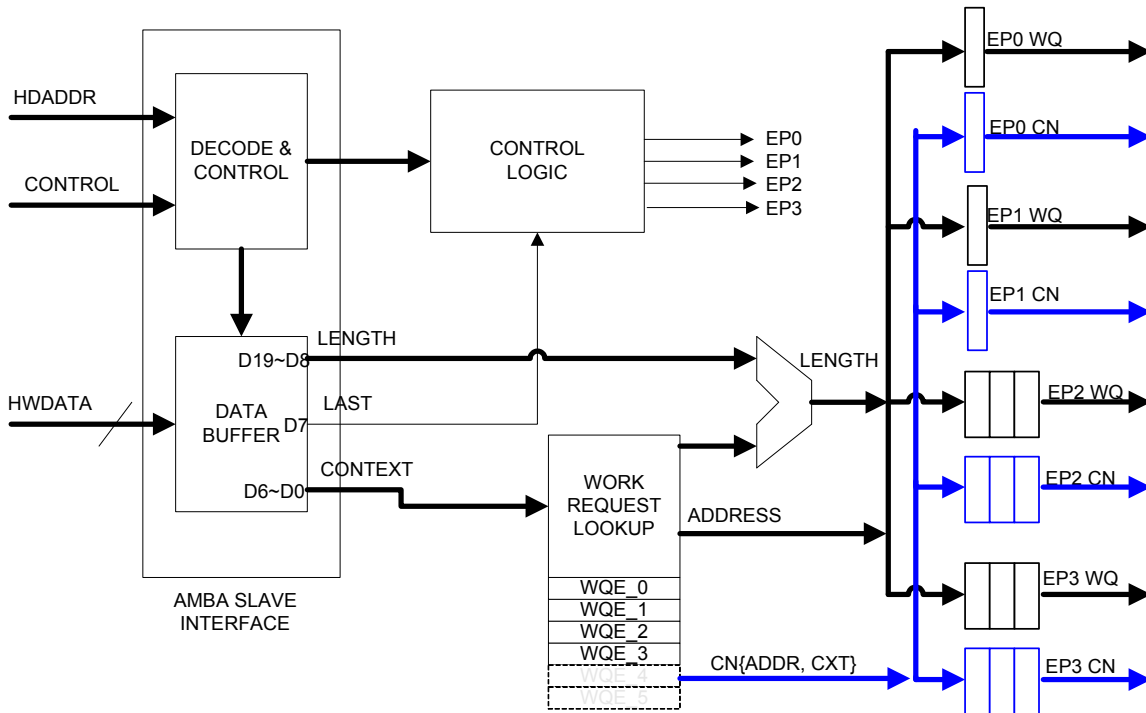 HDADDR
CONTROL
HWDATA
DECODE &
CONTROL
D19~D8
DATA
BUFFER
D7
D6~D0
AMBA SLAVE
INTERFACE
CONTROL
LOGIC
EP0
EP1
EP2
EP3
LENGTH
LAST
CONTEXT
WORK
REQUEST
LOOKUP
WQE_0
WQE_1
WQE_2
WQE_3
WQE_4
WQE_5
LENGTH
ADDRESS
CN{ADDR, CXT}
EP0 WQ
EP0 CN
EP1 WQ
EP1 CN
EP2 WQ
EP2 CN
EP3 WQ
EP3 CN